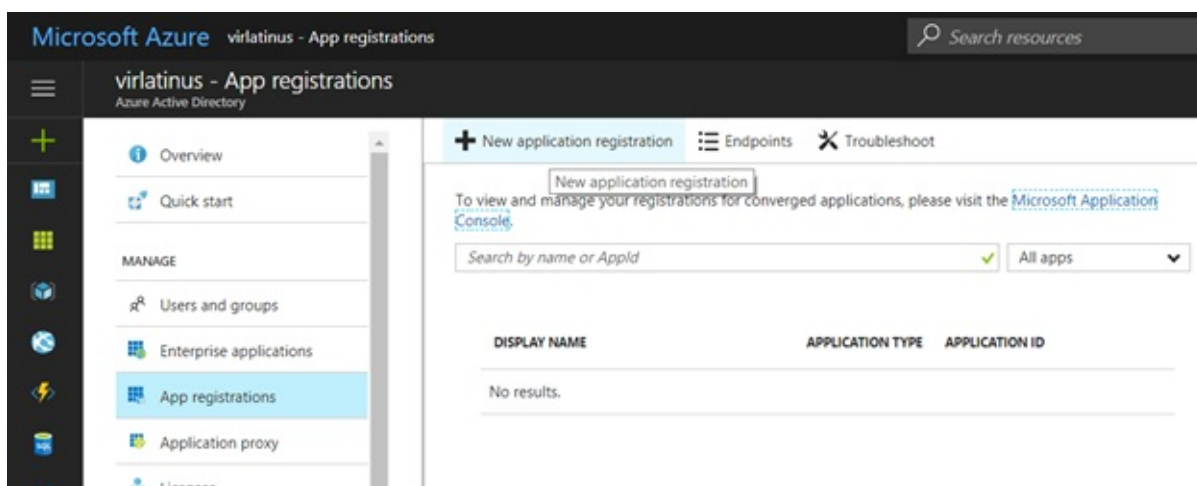 Microsoft Azure virlatinus - App registrations
Search resources
virlatinus - App registrations
Azure Active Directory
Overview
Quick start
MANAGE
Users and groups
Enterprise applications
App registrations
Application proxy
New application registration
Endpoints
Troubleshoot
New application registration
To view and manage your registrations for converged applications, please visit the Microsoft Application
Console.
Search by name or AppId
All apps
DISPLAY NAME
APPLICATION TYPE
APPLICATION ID
No results.
SQL